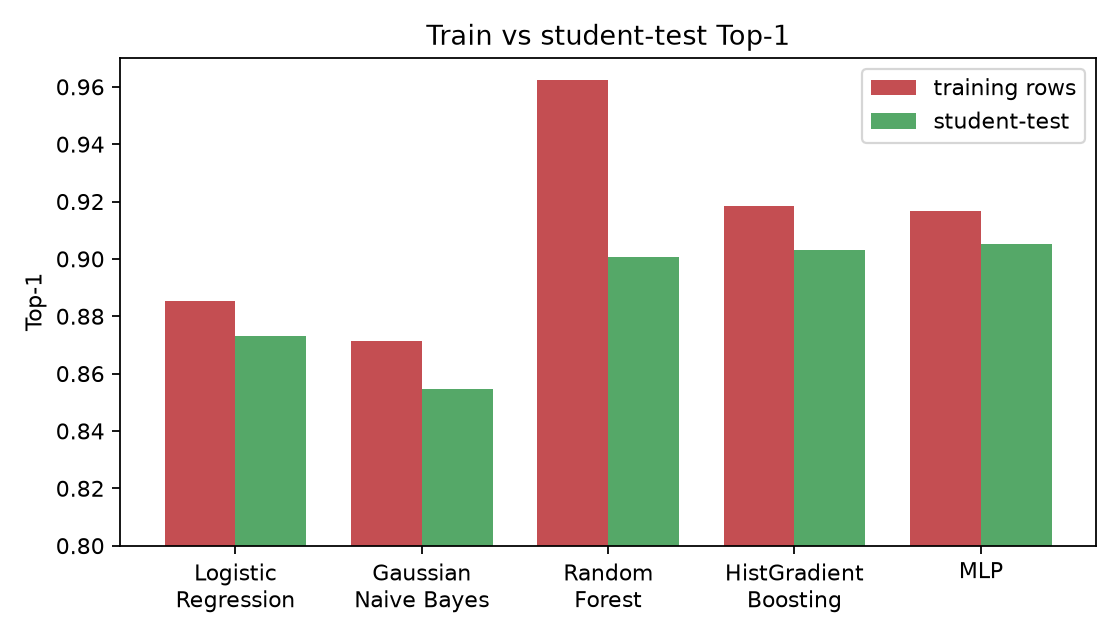 Train vs student-test Top-1
training rows
student-test
Top-1
0.96
0.94
0.92
0.90
0.88
0.86
0.84
0.82
0.80
Logistic
Regression
Gaussian
Naive Bayes
Random
Forest
HistGradient
Boosting
MLP